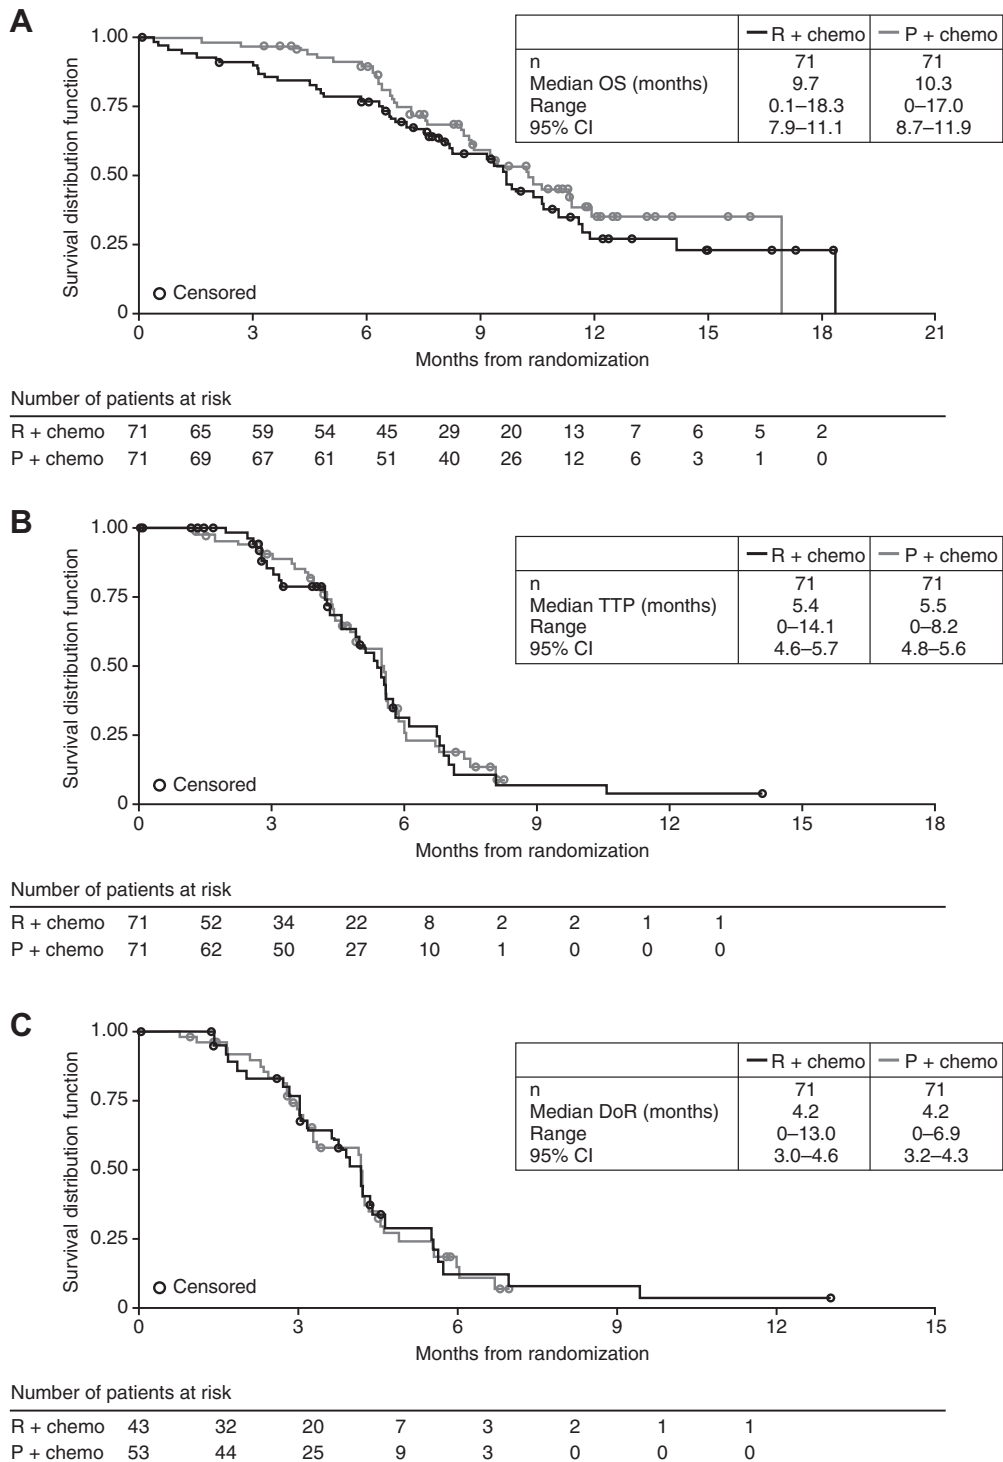 A
R + chemo P + chemo
n 71 71
Median OS (months) 9.7 10.3
Range 0.1–18.3 0–17.0
95% CI 7.9–11.1 8.7–11.9
Survival distribution function
1.00
0.75
0.50
0.25
0
Censored
0 3 6 9 12 15 18 21
Months from randomization
Number of patients at risk
R + chemo 71 65 59 54 45 29 20 13 7 6 5 2
P + chemo 71 69 67 61 51 40 26 12 6 3 1 0
B
R + chemo P + chemo
n 71 71
Median TTP (months) 5.4 5.5
Range 0–14.1 0–8.2
95% CI 4.6–5.7 4.8–5.6
Survival distribution function
1.00
0.75
0.50
0.25
0
Censored
0 3 6 9 12 15 18
Months from randomization
Number of patients at risk
R + chemo 71 52 34 22 8 2 2 1 1
P + chemo 71 62 50 27 10 1 0 0 0
C
R + chemo P + chemo
n 71 71
Median DoR (months) 4.2 4.2
Range 0–13.0 0–6.9
95% CI 3.0–4.6 3.2–4.3
Survival distribution function
1.00
0.75
0.50
0.25
0
Censored
0 3 6 9 12 15
Months from randomization
Number of patients at risk
R + chemo 43 32 20 7 3 2 1 1
P + chemo 53 44 25 9 3 0 0 0